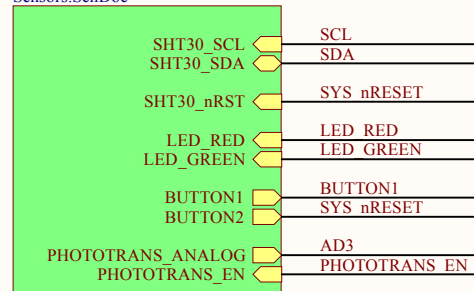 Sensors.SchDoc
SHT30_SCL SCL
SHT30_SDA SDA
SHT30_nRST SYS_nRESET
LED_RED LED_RED
LED_GREEN LED_GREEN
BUTTON1 BUTTON1
BUTTON2 SYS_nRESET
PHOTOTRANS_ANALOG AD3
PHOTOTRANS_EN PHOTOTRANS_EN